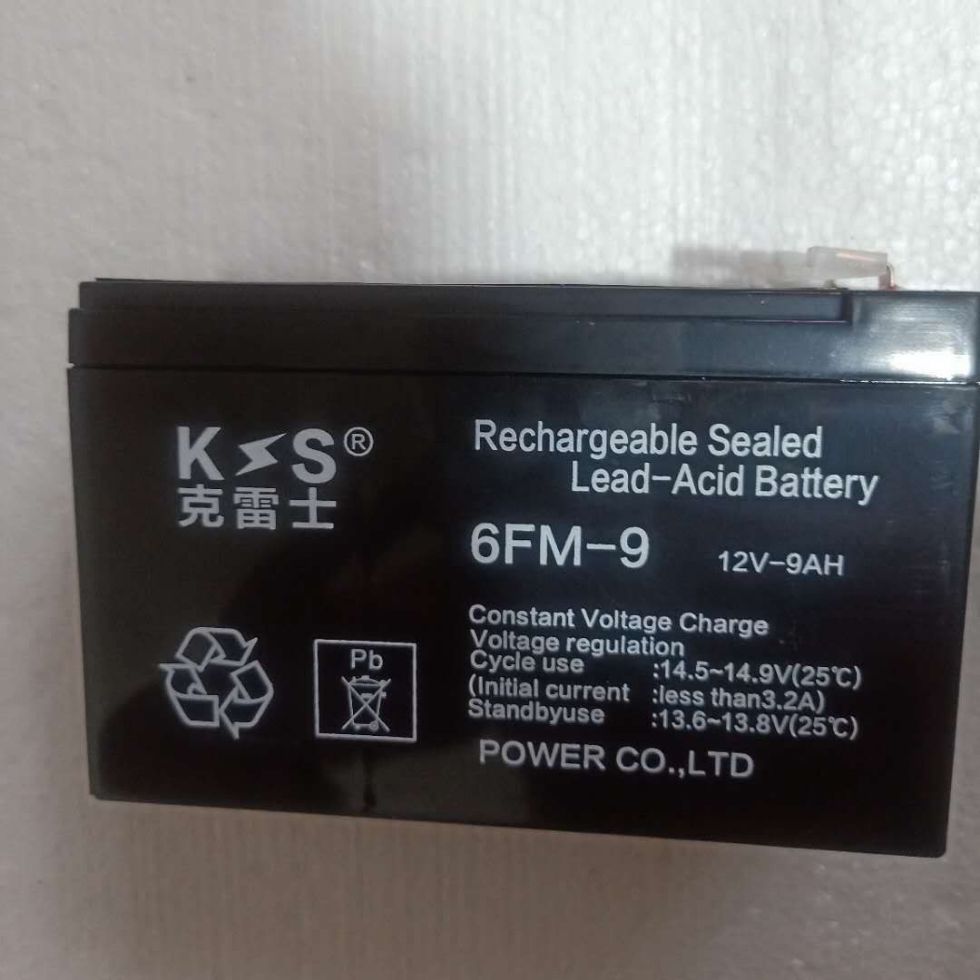 K S®
克雷士
Rechargeable Sealed
Lead-Acid Battery
6FM-9 12V-9AH
Constant Voltage Charge
Voltage regulation
Cycle use :14.5~14.9V(25℃)
(Initial current :less than3.2A)
Standbyuse :13.6~13.8V(25℃)
POWER CO.,LTD
Pb